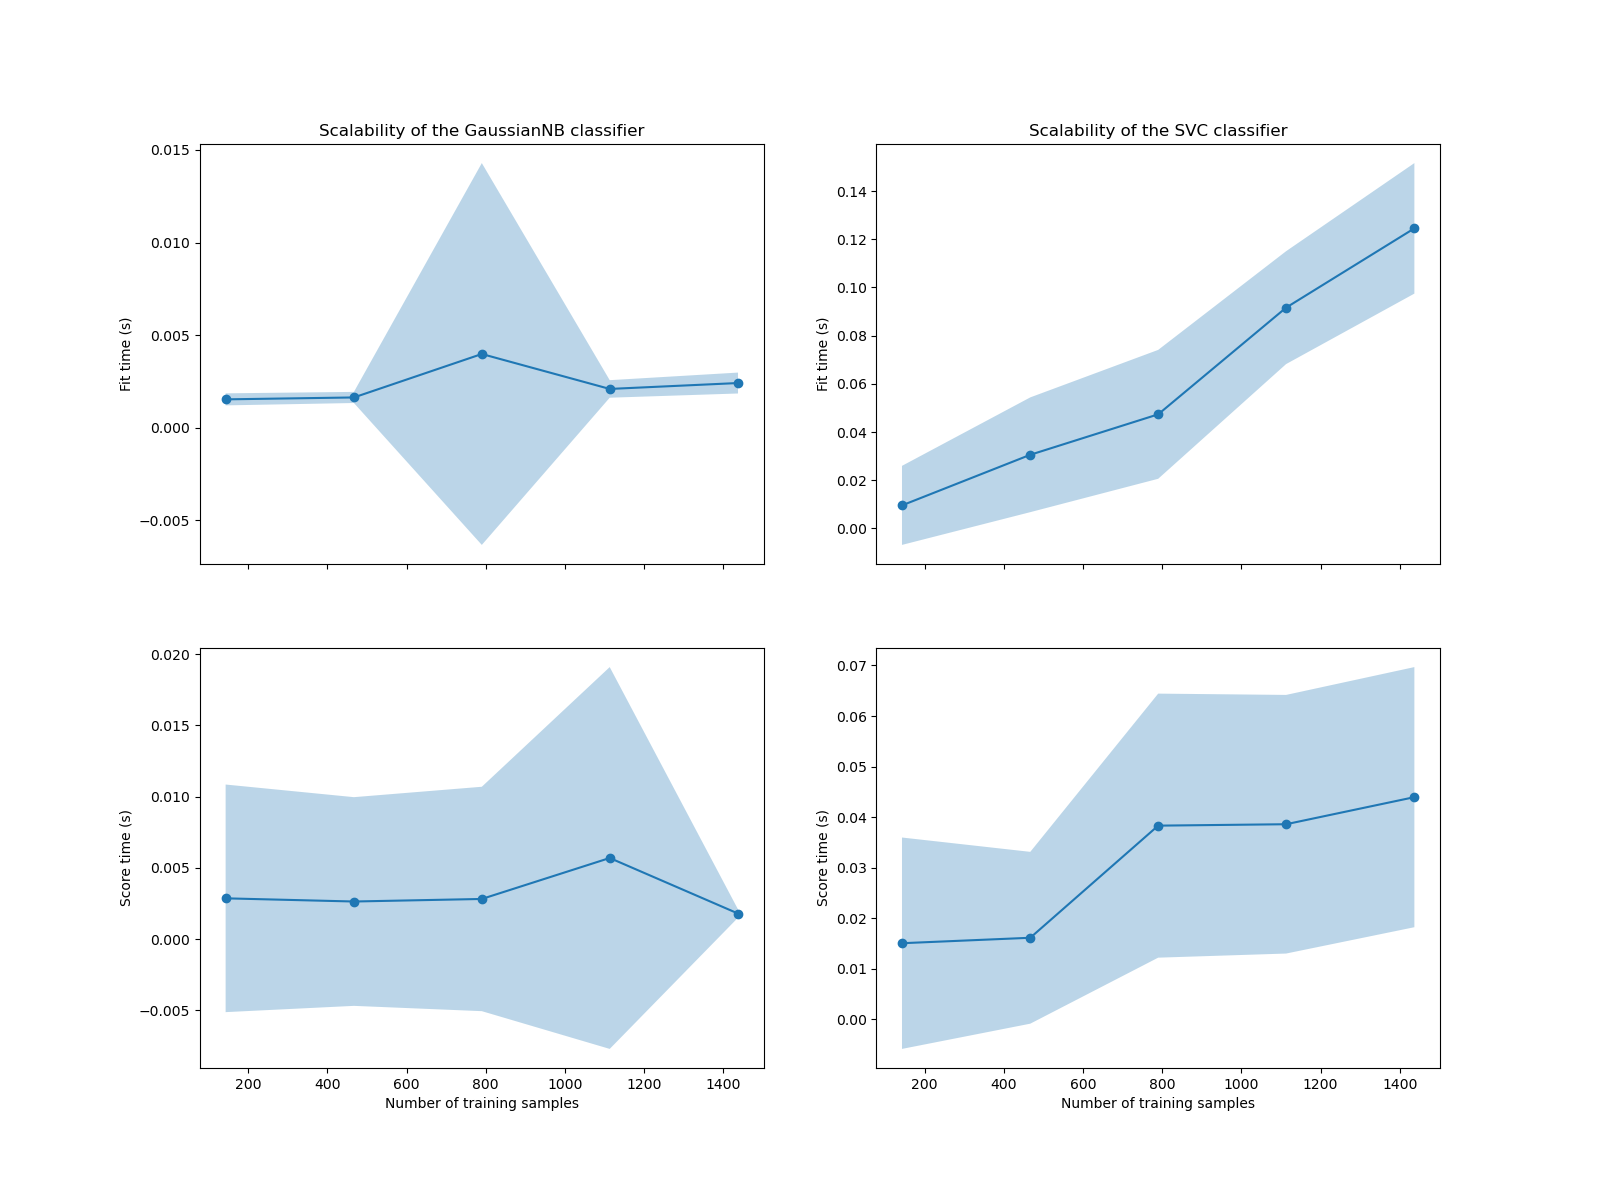 Scalability of the GaussianNB classifier
0.015
0.010
0.005
0.000
−0.005
Fit time (s)
Scalability of the SVC classifier
0.14
0.12
0.10
0.08
0.06
0.04
0.02
0.00
Fit time (s)
0.020
0.015
0.010
0.005
0.000
−0.005
Score time (s)
200 400 600 800 1000 1200 1400
Number of training samples
0.07
0.06
0.05
0.04
0.03
0.02
0.01
0.00
Score time (s)
200 400 600 800 1000 1200 1400
Number of training samples